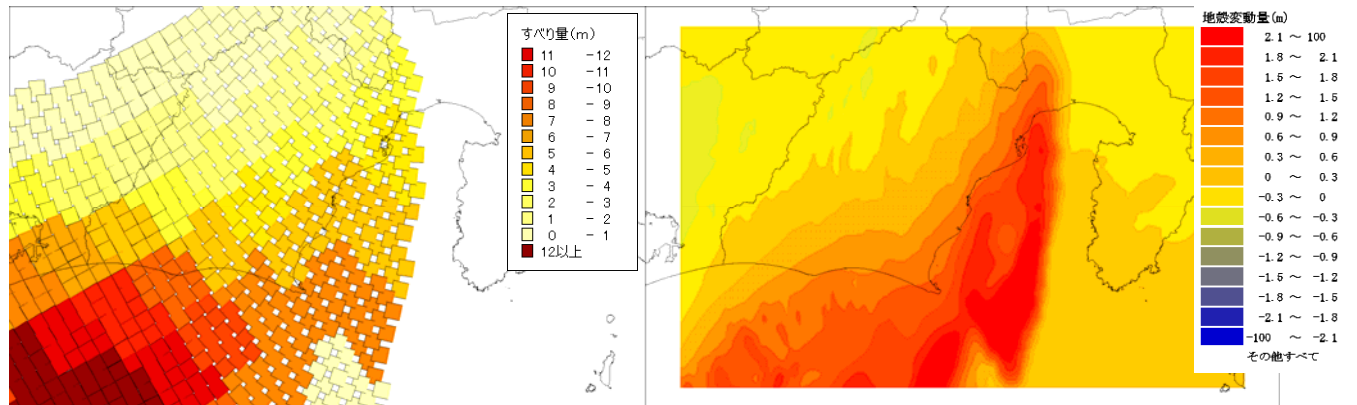 すべり量(m)
11 -12
10 -11
9 -10
8 - 9
7 - 8
6 - 7
5 - 6
4 - 5
3 - 4
2 - 3
1 - 2
0 - 1
12以上
地殻変動量(m)
2.1 ～ 100
1.8 ～ 2.1
1.5 ～ 1.8
1.2 ～ 1.5
0.9 ～ 1.2
0.6 ～ 0.9
0.3 ～ 0.6
0 ～ 0.3
-0.3 ～ 0
-0.6 ～ -0.3
-0.9 ～ -0.6
-1.2 ～ -0.9
-1.5 ～ -1.2
-1.8 ～ -1.5
-2.1 ～ -1.8
-100 ～ -2.1
その他すべて